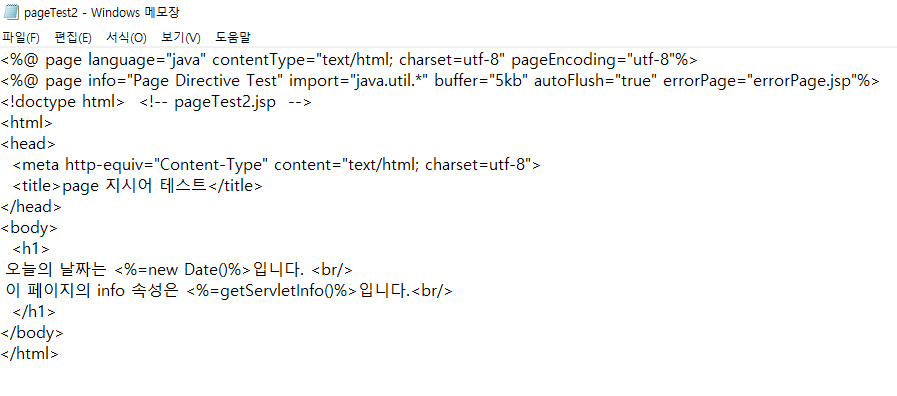 pageTest2 - Windows 메모장
파일(F) 편집(E) 서식(O) 보기(V) 도움말
<%@ page language="java" contentType="text/html; charset=utf-8" pageEncoding="utf-8"%>
<%@ page info="Page Directive Test" import="java.util.*" buffer="5kb" autoFlush="true" errorPage="errorPage.jsp"%>
<!doctype html>  <!-- pageTest2.jsp  -->
<html>
<head>
  <meta http-equiv="Content-Type" content="text/html; charset=utf-8">
  <title>page 지시어 테스트</title>
</head>
<body>
  <h1>
 오늘의 날짜는 <%=new Date()%>입니다. <br/>
 이 페이지의 info 속성은 <%=getServletInfo()%>입니다.<br/>
  </h1>
</body>
</html>